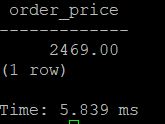 order_price
-------------
2469.00
(1 row)
Time: 5.839 ms